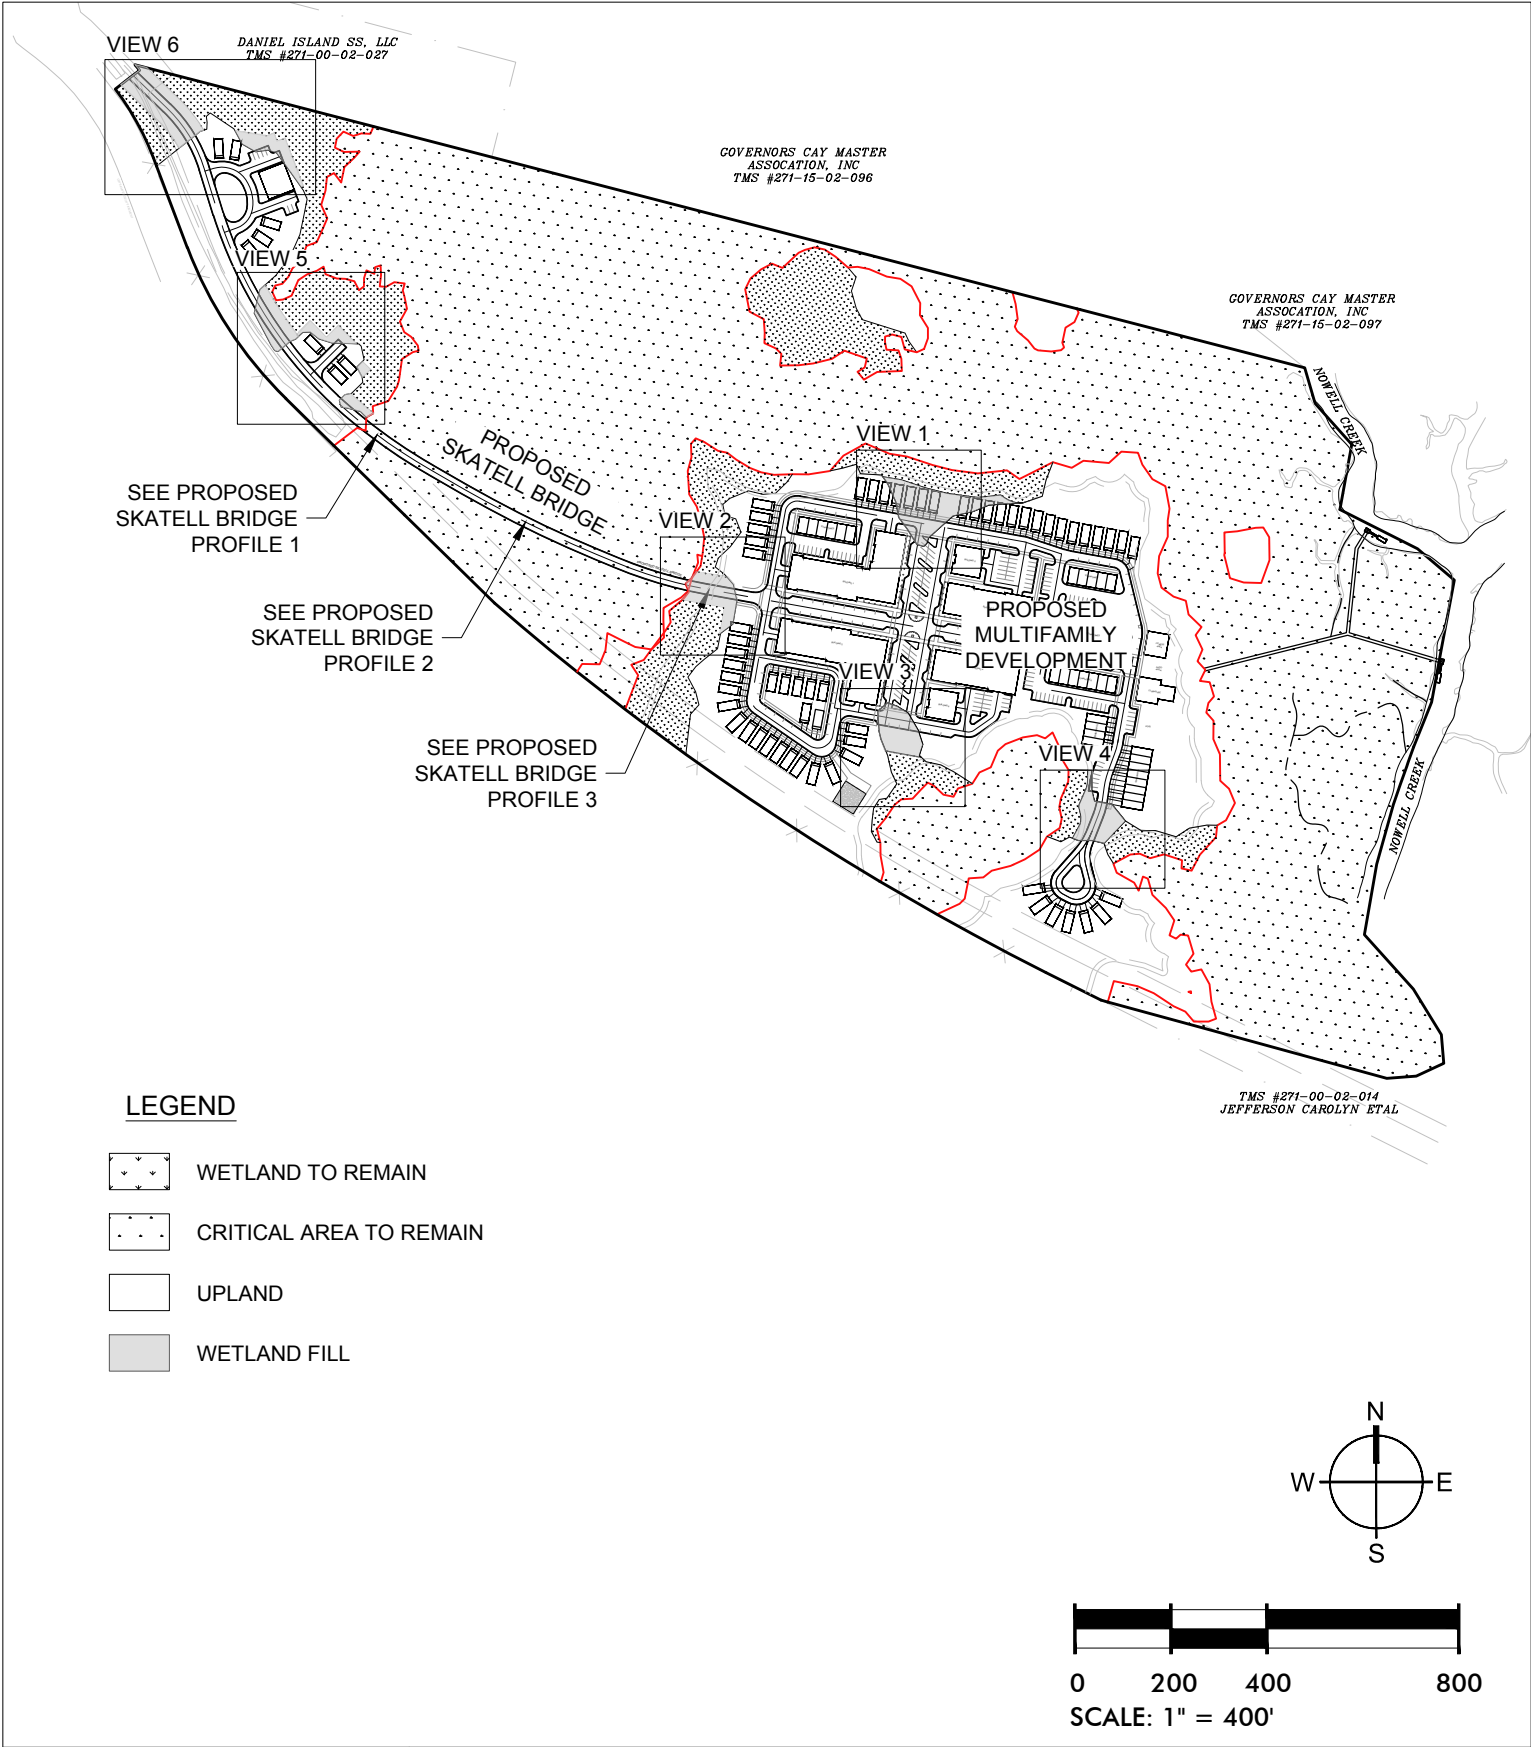 VIEW 6
DANIEL ISLAND SS, LLC
TMS #271-00-02-027
GOVERNORS CAY MASTER
ASSOCATION, INC
TMS #271-15-02-096
VIEW 5
GOVERNORS CAY MASTER
ASSOCATION, INC
TMS #271-15-02-097
NOWELL CREEK
PROPOSED
SKATELL BRIDGE
VIEW 1
SEE PROPOSED
SKATELL BRIDGE
PROFILE 1
VIEW 2
SEE PROPOSED
SKATELL BRIDGE
PROFILE 2
PROPOSED
MULTIFAMILY
DEVELOPMENT
VIEW 3
SEE PROPOSED
SKATELL BRIDGE
PROFILE 3
VIEW 4
NOWELL CREEK
TMS #271-00-02-014
JEFFERSON CAROLYN ETAL
LEGEND
WETLAND TO REMAIN
CRITICAL AREA TO REMAIN
UPLAND
WETLAND FILL
N
W E
S
0 200 400 800
SCALE: 1" = 400'